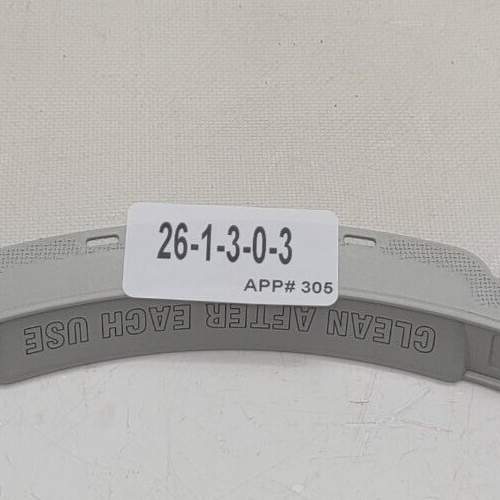 26-1-3-0-3
APP# 305
CLEAN AFTER EACH USE